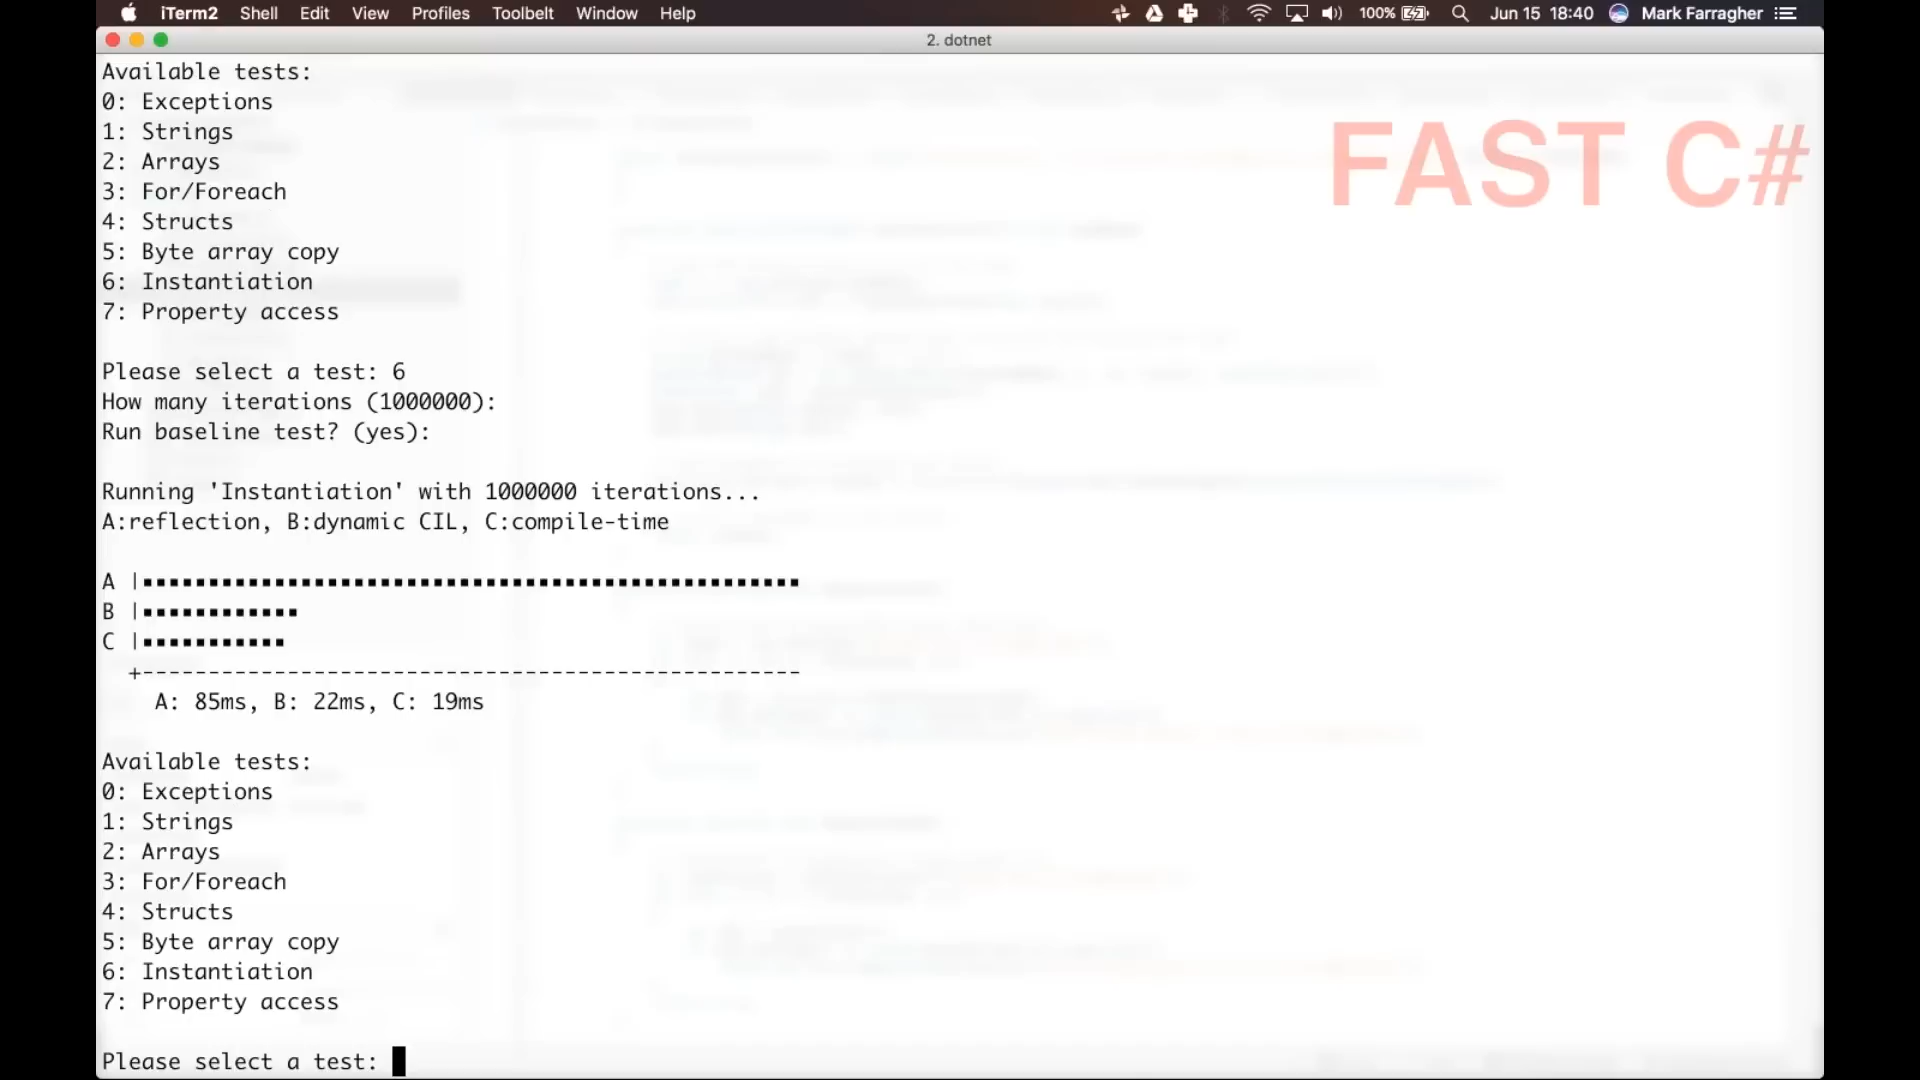 iTerm2 Shell Edit View Profiles Toolbelt Window Help 100% Jun 15 18:40 Mark Farragher
2. dotnet
FAST C#
Available tests:
0: Exceptions
1: Strings
2: Arrays
3: For/Foreach
4: Structs
5: Byte array copy
6: Instantiation
7: Property access
Please select a test: 6
How many iterations (1000000):
Run baseline test? (yes):
Running 'Instantiation' with 1000000 iterations...
A:reflection, B:dynamic CIL, C:compile-time
A |▪▪▪▪▪▪▪▪▪▪▪▪▪▪▪▪▪▪▪▪▪▪▪▪▪▪▪▪▪▪▪▪▪▪▪▪▪▪▪▪▪▪▪▪▪▪▪▪▪▪
B |▪▪▪▪▪▪▪▪▪▪▪▪
C |▪▪▪▪▪▪▪▪▪▪▪
+--------------------------------------------------
A: 85ms, B: 22ms, C: 19ms
Available tests:
0: Exceptions
1: Strings
2: Arrays
3: For/Foreach
4: Structs
5: Byte array copy
6: Instantiation
7: Property access
Please select a test: